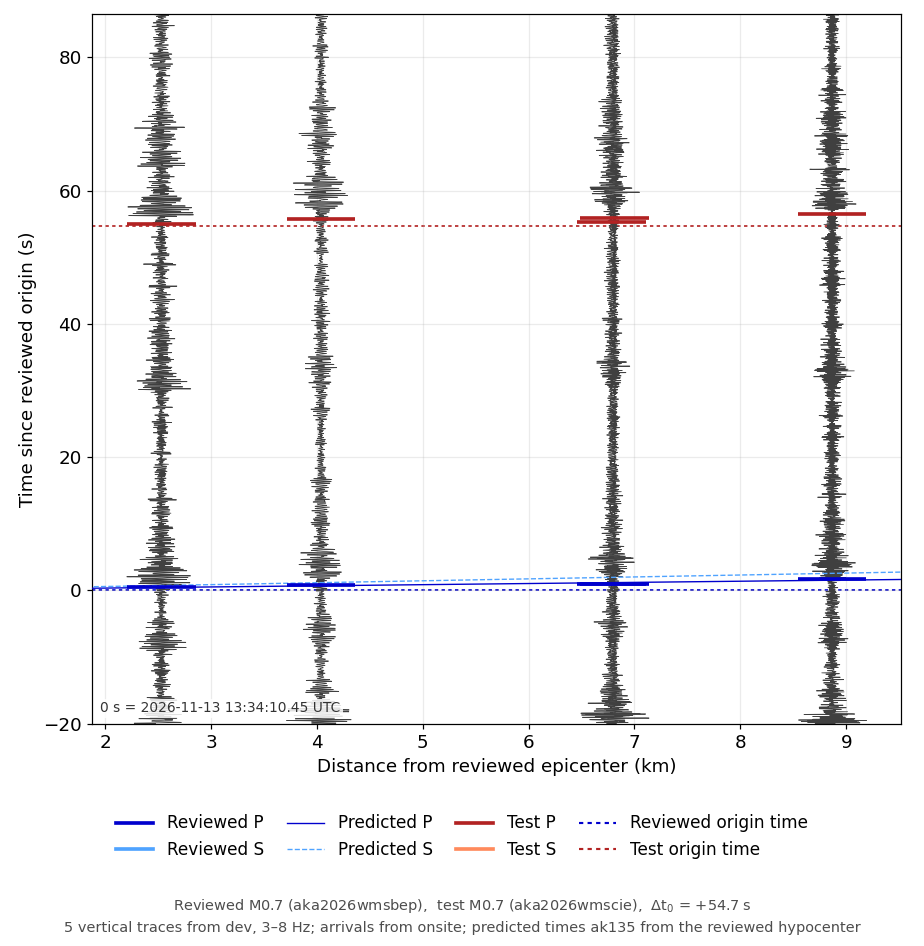 80
60
40
20
0
−20
Time since reviewed origin (s)
0 s = 2026-11-13 13:34:10.45 UTC
2 3 4 5 6 7 8 9
Distance from reviewed epicenter (km)
Reviewed P Predicted P Test P Reviewed origin time
Reviewed S Predicted S Test S Test origin time
Reviewed M0.7 (aka2026wmsbep), test M0.7 (aka2026wmscie), Δt₀ = +54.7 s
5 vertical traces from dev, 3–8 Hz; arrivals from onsite; predicted times ak135 from the reviewed hypocenter